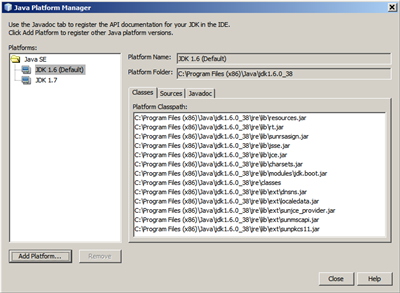 Java Platform Manager
Use the Javadoc tab to register the API documentation for your JDK in the IDE.
Click Add Platform to register other Java platform versions.
Platforms:
Java SE
JDK 1.6 (Default)
JDK 1.7
Platform Name: JDK 1.6 (Default)
Platform Folder: C:\Program Files (x86)\Java\jdk1.6.0_38
Classes Sources Javadoc
Platform Classpath:
C:\Program Files (x86)\Java\jdk1.6.0_38\jre\lib\resources.jar
C:\Program Files (x86)\Java\jdk1.6.0_38\jre\lib\rt.jar
C:\Program Files (x86)\Java\jdk1.6.0_38\jre\lib\sunrsasign.jar
C:\Program Files (x86)\Java\jdk1.6.0_38\jre\lib\jsse.jar
C:\Program Files (x86)\Java\jdk1.6.0_38\jre\lib\jce.jar
C:\Program Files (x86)\Java\jdk1.6.0_38\jre\lib\charsets.jar
C:\Program Files (x86)\Java\jdk1.6.0_38\jre\lib\modules\jdk.boot.jar
C:\Program Files (x86)\Java\jdk1.6.0_38\jre\classes
C:\Program Files (x86)\Java\jdk1.6.0_38\jre\lib\ext\dnsns.jar
C:\Program Files (x86)\Java\jdk1.6.0_38\jre\lib\ext\localedata.jar
C:\Program Files (x86)\Java\jdk1.6.0_38\jre\lib\ext\sunjce_provider.jar
C:\Program Files (x86)\Java\jdk1.6.0_38\jre\lib\ext\sunmscapi.jar
C:\Program Files (x86)\Java\jdk1.6.0_38\jre\lib\ext\sunpkcs11.jar
Add Platform... Remove
Close Help